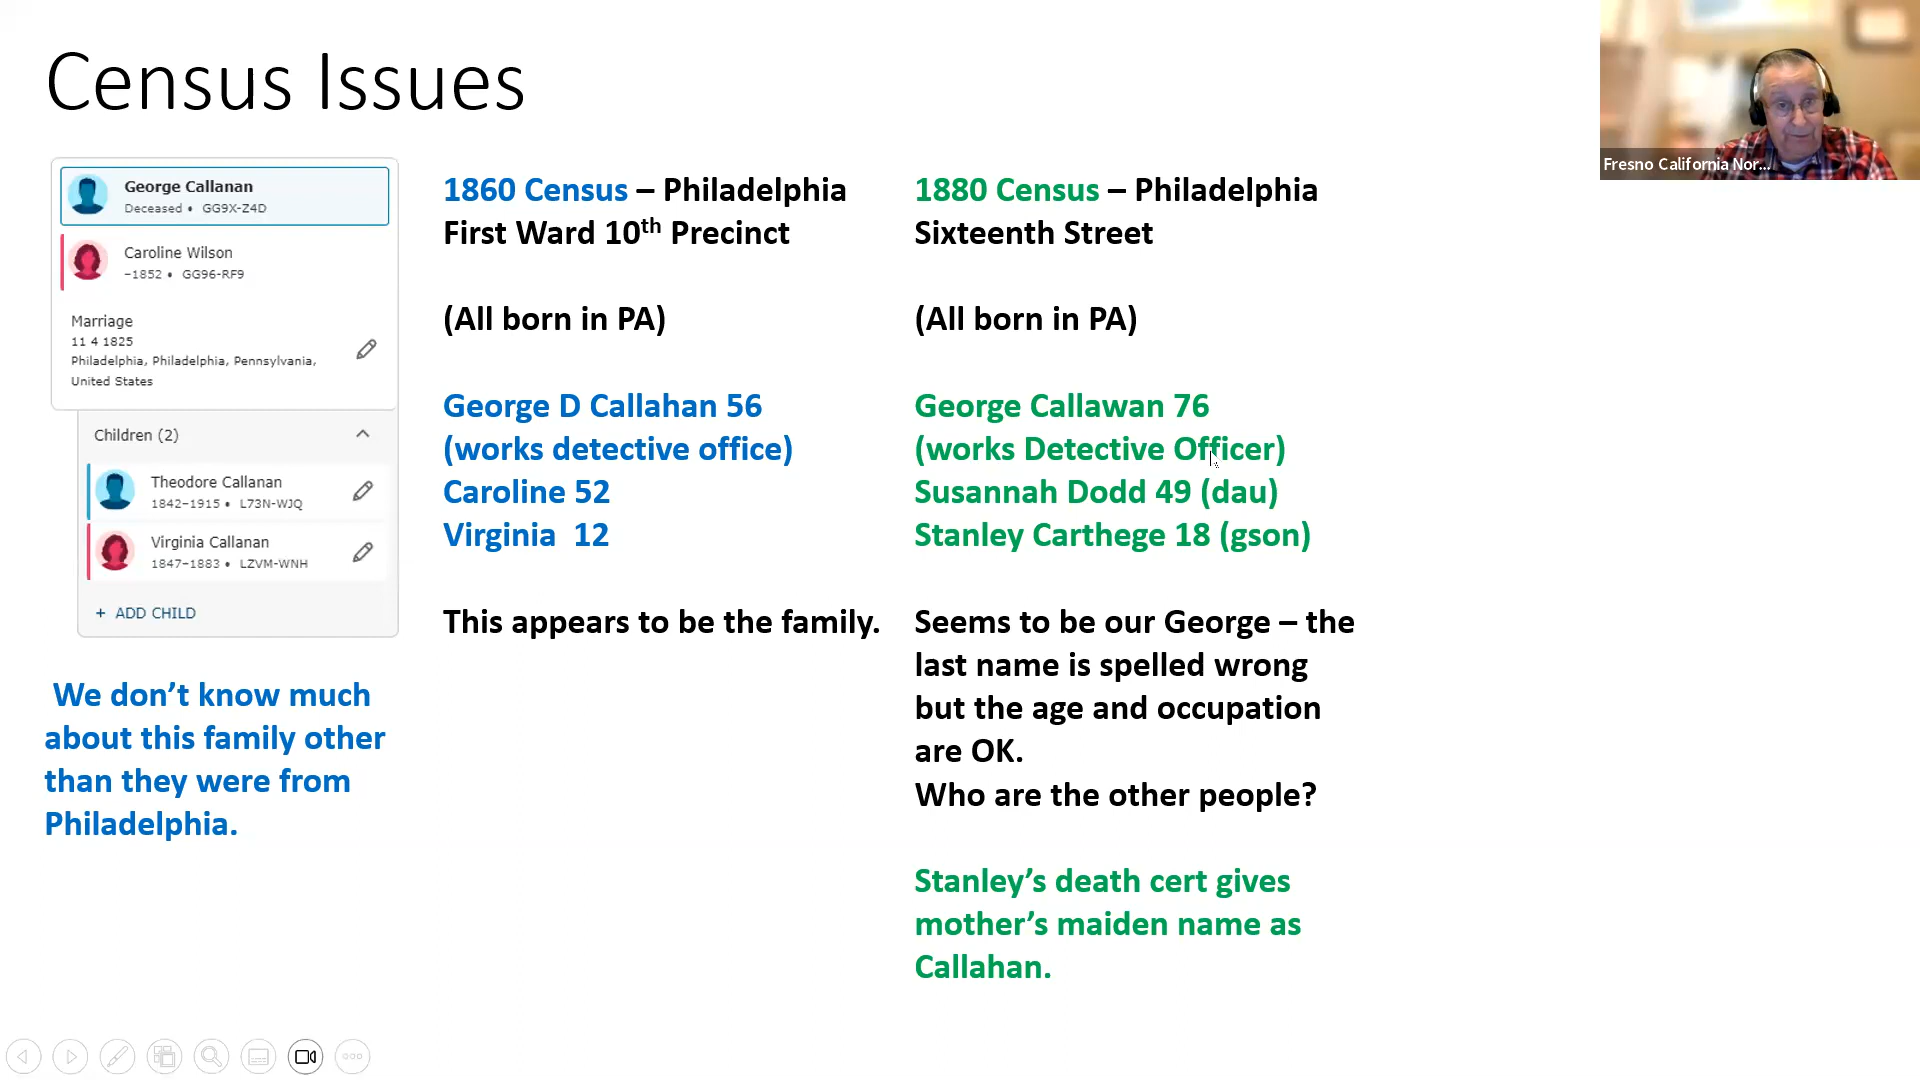 Census Issues
George Callanan
Deceased • GG9X-Z4D
Caroline Wilson
–1852 • GG96-RF9
Marriage
11 4 1825
Philadelphia, Philadelphia, Pennsylvania,
United States
Children (2)
Theodore Callanan
1842–1915 • L73N-WJQ
Virginia Callanan
1847–1883 • LZVM-WNH
+ ADD CHILD
We don’t know much
about this family other
than they were from
Philadelphia.
1860 Census – Philadelphia
First Ward 10th Precinct
(All born in PA)
George D Callahan 56
(works detective office)
Caroline 52
Virginia 12
This appears to be the family.
1880 Census – Philadelphia
Sixteenth Street
(All born in PA)
George Callawan 76
(works Detective Officer)
Susannah Dodd 49 (dau)
Stanley Carthege 18 (gson)
Seems to be our George – the
last name is spelled wrong
but the age and occupation
are OK.
Who are the other people?
Stanley’s death cert gives
mother’s maiden name as
Callahan.
Fresno California Nor...